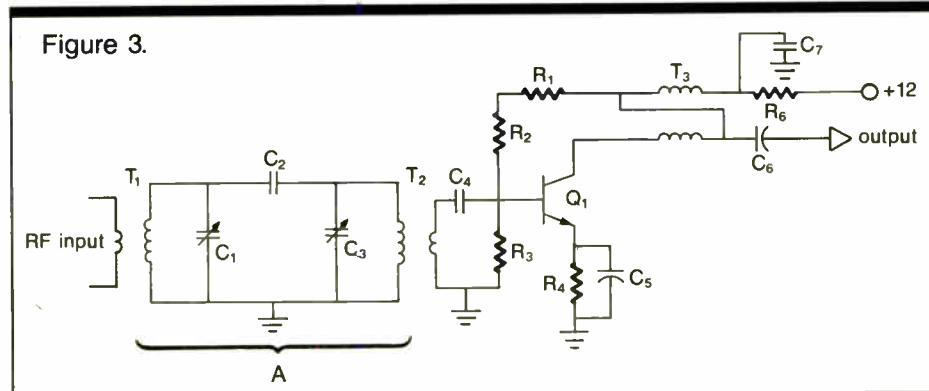 Figure 3.
C₇
R₁
T₃
+12
R₆
R₂
output
C₆
C₂
T₁
T₂
C₄
Q₁
RF input
C₁
C₃
R₃
R₄
C₅
A